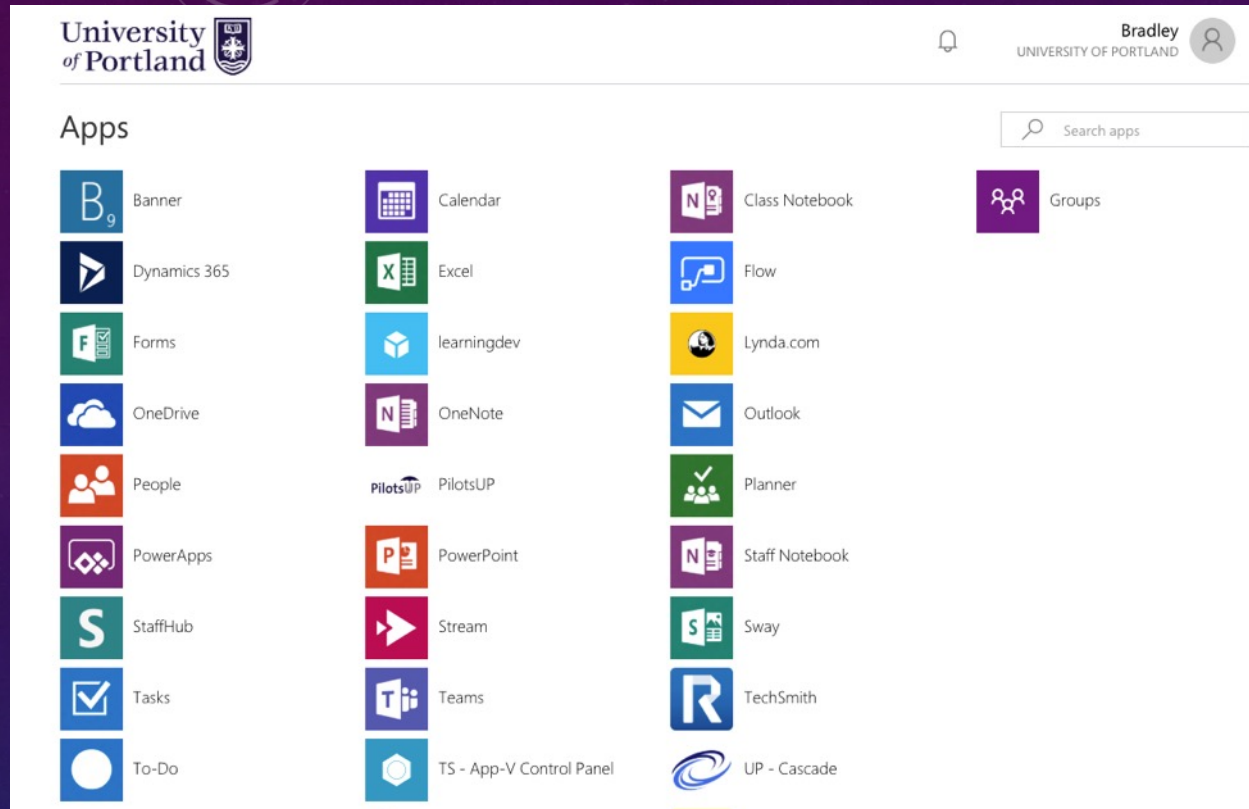 University
of Portland
Bradley
UNIVERSITY OF PORTLAND
Apps
Search apps
B9 Banner
Calendar
N Class Notebook
Groups
Dynamics 365
X Excel
Flow
F Forms
learningdev
Lynda.com
OneDrive
N OneNote
Outlook
People
PilotsUP PilotsUP
Planner
PowerApps
P PowerPoint
N Staff Notebook
S StaffHub
Stream
S Sway
Tasks
T Teams
R TechSmith
To-Do
TS - App-V Control Panel
UP - Cascade